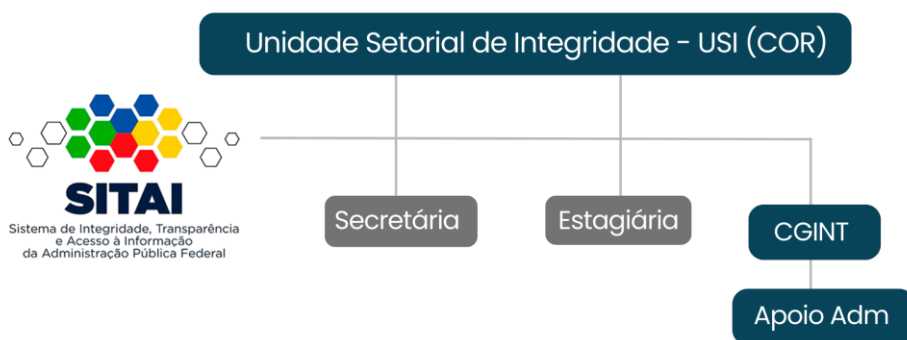 Unidade Setorial de Integridade - USI (COR)
SITAI
Sistema de Integridade, Transparência
e Acesso à Informação
da Administração Pública Federal
Secretária
Estagiária
CGINT
Apoio Adm